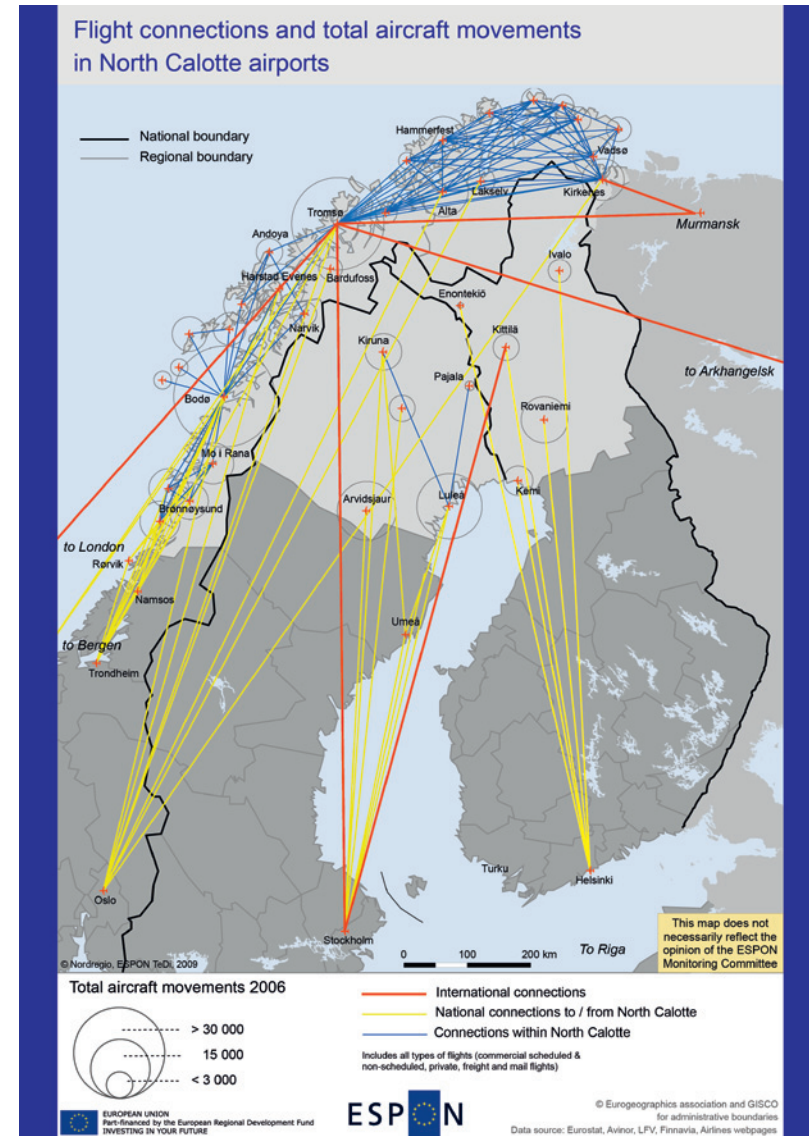 Flight connections and total aircraft movements
in North Calotte airports
National boundary
Regional boundary
Hammerfest
Vadsø
Lakselv
Kirkenes
Alta
Tromsø
Murmansk
Andoya
Ivalo
Harstad Evenes
Bardufoss
Enontekiö
Narvik
Kiruna
Kittilä
Pajala
to Arkhangelsk
Bodø
Rovaniemi
Mo i Rana
Arvidsjaur
Luleå
Kemi
Brønnøysund
to London
Rørvik
Namsos
Umeå
to Bergen
Trondheim
Turku
Helsinki
Oslo
Stockholm
To Riga
This map does not
necessarily reflect the
opinion of the ESPON
Monitoring Committee
0 100 200 km
© Nordregio, ESPON TeDi, 2009
Total aircraft movements 2006
> 30 000
15 000
< 3 000
International connections
National connections to / from North Calotte
Connections within North Calotte
Includes all types of flights (commercial scheduled &
non-scheduled, private, freight and mail flights)
EUROPEAN UNION
Part-financed by the European Regional Development Fund
INVESTING IN YOUR FUTURE
ESPON
© Eurogeographics association and GISCO
for administrative boundaries
Data source: Eurostat, Avinor, LFV, Finnavia, Airlines webpages